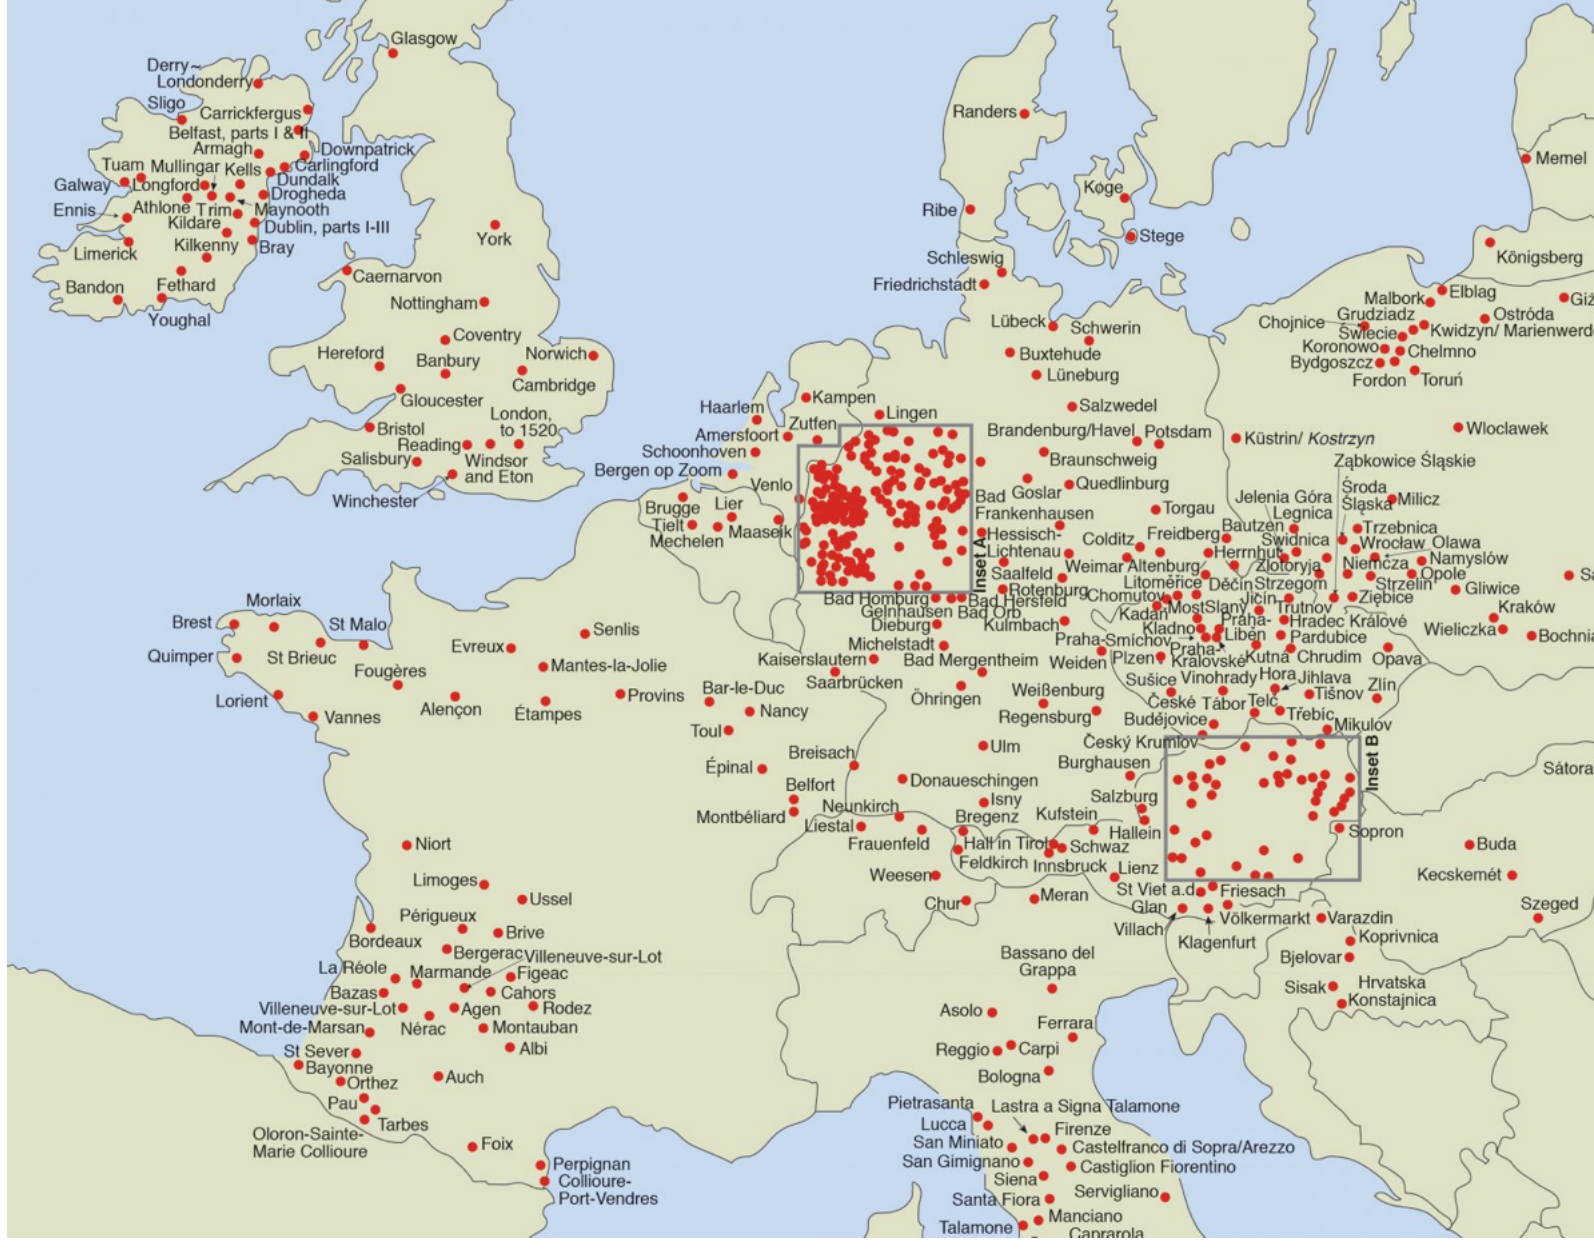 Glasgow
Derry~
Londonderry
Sligo
Carrickfergus
Belfast, parts I & II
Armagh
Downpatrick
Tuam
Mullingar
Kells
Carlingford
Galway
Longford
Dundalk
Drogheda
Ennis
Athlone
Trim
Maynooth
Kildare
Dublin, parts I-III
Limerick
Kilkenny
Bray
Bandon
Fethard
Youghal
York
Caernarvon
Nottingham
Coventry
Hereford
Banbury
Norwich
Cambridge
Gloucester
London,
to 1520
Bristol
Reading
Salisbury
Windsor
and Eton
Winchester
Randers
Køge
Ribe
Stege
Schleswig
Friedrichstadt
Memel
Königsberg
Lübeck
Schwerin
Buxtehude
Lüneburg
Malbork
Elblag
Giż
Chojnice
Grudziadz
Ostróda
Świecie
Kwidzyn/ Marienwerd
Koronowo
Chelmno
Bydgoszcz
Fordon
Toruń
Kampen
Haarlem
Zutfen
Lingen
Salzwedel
Amersfoort
Brandenburg/Havel
Potsdam
Küstrin/ Kostrzyn
Wloclawek
Schoonhoven
Braunschweig
Ząbkowice Śląskie
Bergen op Zoom
Venlo
Bad
Frankenhausen
Goslar
Quedlinburg
Jelenia Góra
Środa
Śląska
Milicz
Brugge
Lier
Torgau
Legnica
Tielt
Maaseik
Mechelen
Hessisch-
Lichtenau
Colditz
Freidberg
Bautzen
Świdnica
Trzebnica
Wrocław
Olawa
Inset A
Weimar
Altenburg
Herrnhut
Zlotoryja
Niemcza
Namyslów
Saalfeld
Litoměřice
Děčín
Strzegom
Strzelin
Opole
Gliwice
Sa
Rotenburg
Chomutov
Jičín
Ziębice
Bad Homburg
Bad Hersfeld
Most
Slany
Trutnov
Kraków
Gelnhausen
Bad Orb
Kadaň
Praha-
Libeň
Hradec Králové
Dieburg
Kulmbach
Kladno
Pardubice
Wieliczka
Bochnia
Michelstadt
Praha-Smíchov
Praha-
Kralovské
Vinohrady
Kaiserslautern
Bad Mergentheim
Weiden
Plzen
Kutná
Hora
Chrudim
Opava
Saarbrücken
Sušice
Jihlava
Öhringen
Weißenburg
České
Budějovice
Tábor
Telč
Tišnov
Zlín
Regensburg
Třebíc
Mikulov
Český Krumlov
Inset B
Morlaix
Brest
St Malo
Senlis
Quimper
St Brieuc
Fougères
Evreux
Mantes-la-Jolie
Lorient
Vannes
Alençon
Étampes
Provins
Bar-le-Duc
Nancy
Toul
Épinal
Breisach
Ulm
Burghausen
Belfort
Donaueschingen
Sátora
Montbéliard
Neunkirch
Isny
Salzburg
Liestal
Bregenz
Kufstein
Hallein
Sopron
Frauenfeld
Hall in Tirol
Schwaz
Buda
Feldkirch
Innsbruck
Lienz
Weesen
St Viet a.d.
Glan
Friesach
Kecskemét
Chur
Meran
Völkermarkt
Varazdin
Szeged
Villach
Klagenfurt
Koprivnica
Bjelovar
Sisak
Hrvatska
Konstajnica
Niort
Limoges
Ussel
Périgueux
Brive
Bordeaux
Bergerac
Villeneuve-sur-Lot
La Réole
Marmande
Figeac
Bazas
Cahors
Villeneuve-sur-Lot
Agen
Rodez
Mont-de-Marsan
Nérac
Montauban
St Sever
Albi
Bayonne
Orthez
Auch
Pau
Tarbes
Oloron-Sainte-
Marie Collioure
Foix
Perpignan
Collioure-
Port-Vendres
Bassano del
Grappa
Asolo
Ferrara
Reggio
Carpi
Bologna
Pietrasanta
Lastra a Signa
Talamone
Lucca
Firenze
San Miniato
Castelfranco di Sopra/Arezzo
San Gimignano
Castiglion Fiorentino
Siena
Servigliano
Santa Fiora
Manciano
Talamone
Caprarola